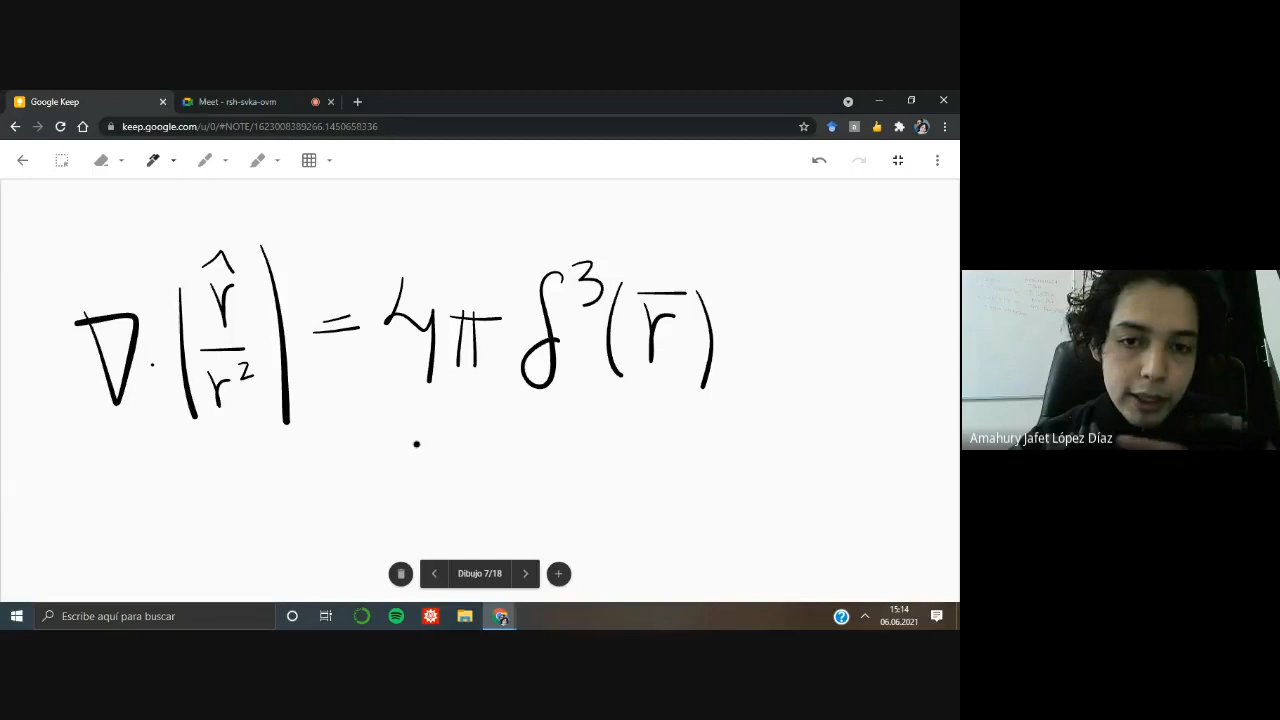 Google Keep
Meet - rsh-svka-ovm
keep.google.com/u/0/#NOTE/1623008389266.1450658336
∇·(r̂/r²) = 4π δ³(r̅)
Amahury Jafet López Díaz
Dibujo 7/18
Escribe aquí para buscar
15:14
06.06.2021